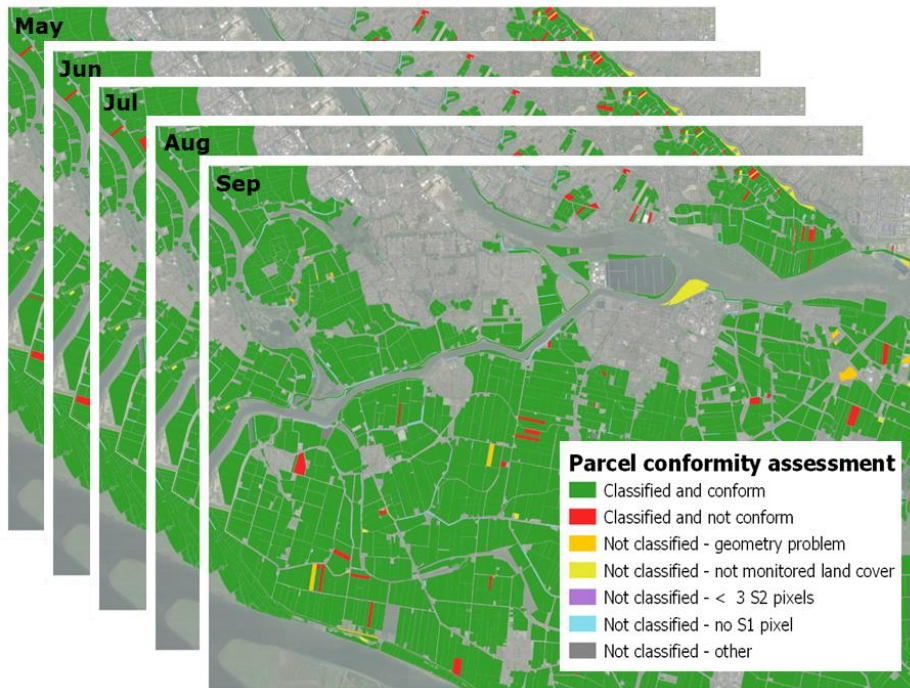 May
Jun
Jul
Aug
Sep
Parcel conformity assessment
Classified and conform
Classified and not conform
Not classified - geometry problem
Not classified - not monitored land cover
Not classified - < 3 S2 pixels
Not classified - no S1 pixel
Not classified - other